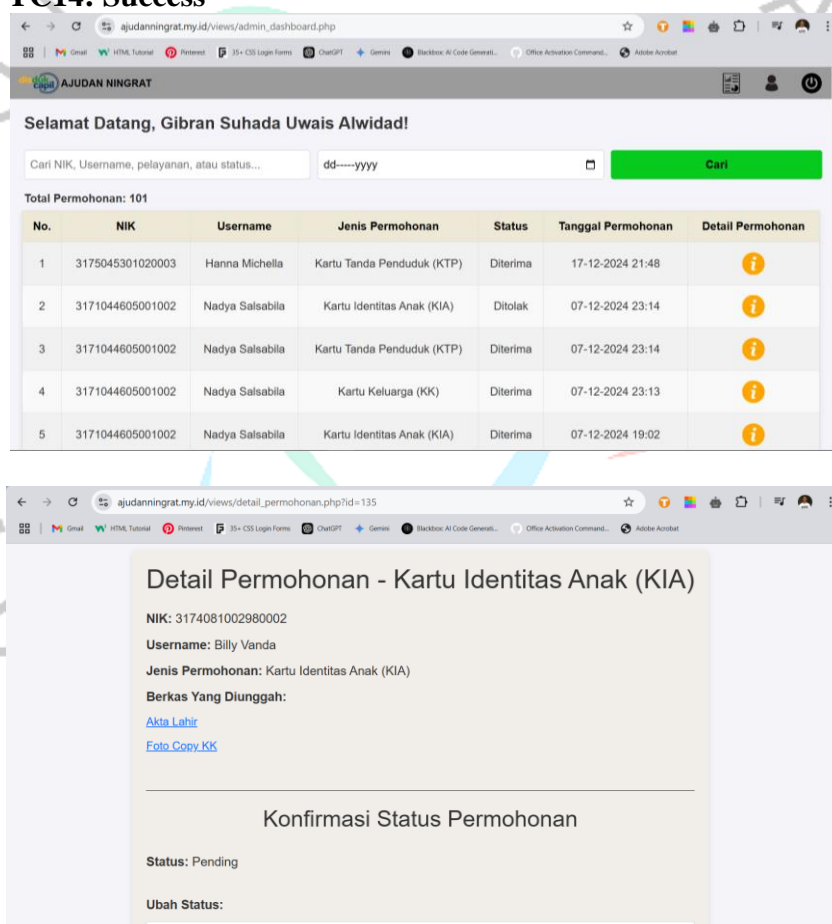 TC14: Success
ajudanningrat.my.id/views/admin_dashboard.php
Gmail HTML Tutorial Pinterest 35+ CSS Login Forms ChatGPT Gemini Blackbox: AI Code Generati... Office Activation Command... Adobe Acrobat
AJUDAN NINGRAT
Selamat Datang, Gibran Suhada Uwais Alwidad!
Cari NIK, Username, pelayanan, atau status... dd-----yyyy Cari
Total Permohonan: 101
No. NIK Username Jenis Permohonan Status Tanggal Permohonan Detail Permohonan
1 3175045301020003 Hanna Michella Kartu Tanda Penduduk (KTP) Diterima 17-12-2024 21:48
2 3171044605001002 Nadya Salsabila Kartu Identitas Anak (KIA) Ditolak 07-12-2024 23:14
3 3171044605001002 Nadya Salsabila Kartu Tanda Penduduk (KTP) Diterima 07-12-2024 23:14
4 3171044605001002 Nadya Salsabila Kartu Keluarga (KK) Diterima 07-12-2024 23:13
5 3171044605001002 Nadya Salsabila Kartu Identitas Anak (KIA) Diterima 07-12-2024 19:02
ajudanningrat.my.id/views/detail_permohonan.php?id=135
Gmail HTML Tutorial Pinterest 35+ CSS Login Forms ChatGPT Gemini Blackbox: AI Code Generati... Office Activation Command... Adobe Acrobat
Detail Permohonan - Kartu Identitas Anak (KIA)
NIK: 3174081002980002
Username: Billy Vanda
Jenis Permohonan: Kartu Identitas Anak (KIA)
Berkas Yang Diunggah:
Akta Lahir
Foto Copy KK
Konfirmasi Status Permohonan
Status: Pending
Ubah Status: